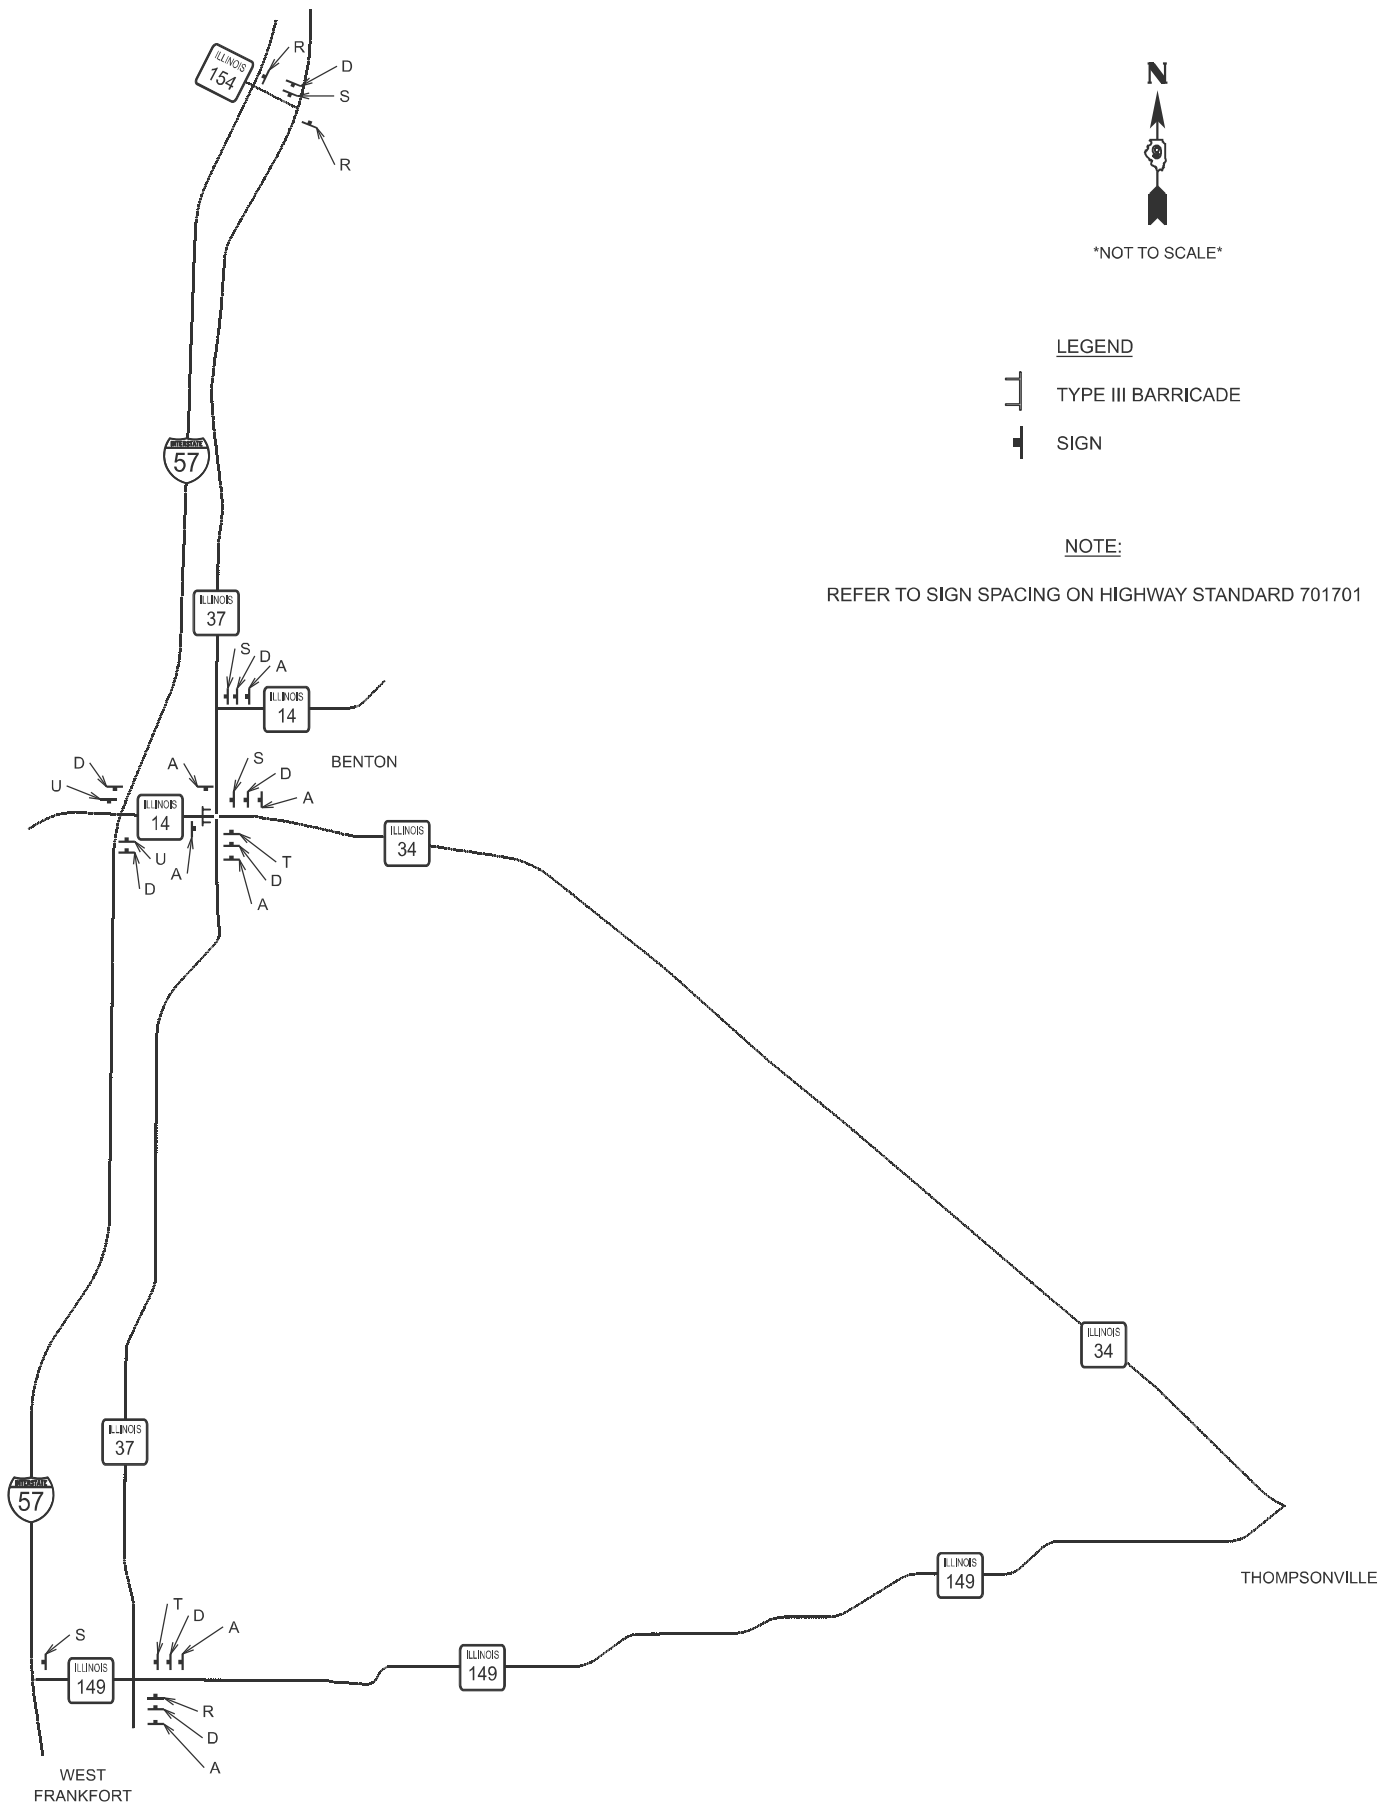 R
ILLINOIS
154
D
S
R
N
9
*NOT TO SCALE*
LEGEND
TYPE III BARRICADE
SIGN
INTERSTATE
57
NOTE:
REFER TO SIGN SPACING ON HIGHWAY STANDARD 701701
ILLINOIS
37
S
D
A
ILLINOIS
14
BENTON
D
U
A
S
D
A
ILLINOIS
14
ILLINOIS
34
U
D
A
T
D
A
ILLINOIS
34
ILLINOIS
37
INTERSTATE
57
ILLINOIS
149
THOMPSONVILLE
T
D
A
S
ILLINOIS
149
ILLINOIS
149
R
D
A
WEST
FRANKFORT